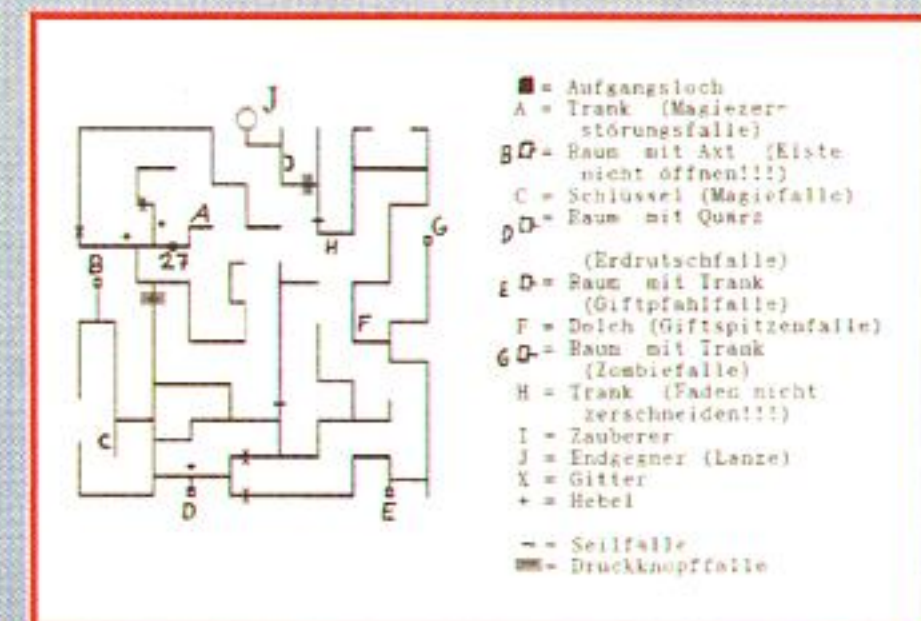 J
A
H
G
27
B
F
C
D
E
= Aufgangsloch
A = Trank (Magiezer-
störungsfalle)
B = Raum mit Axt (Kiste
nicht öffnen!!!)
C = Schlüssel (Magiefalle)
D = Raum mit Quarz
(Erdrutschfalle)
E = Raum mit Trank
(Giftpfahlfalle)
F = Dolch (Giftspitzenfalle)
G = Raum mit Trank
(Zombiefalle)
H = Trank (Faden nicht
zerschneiden!!!)
I = Zauberer
J = Endgegner (Lanze)
X = Gitter
+ = Hebel
= Seilfalle
= Druckknopffalle